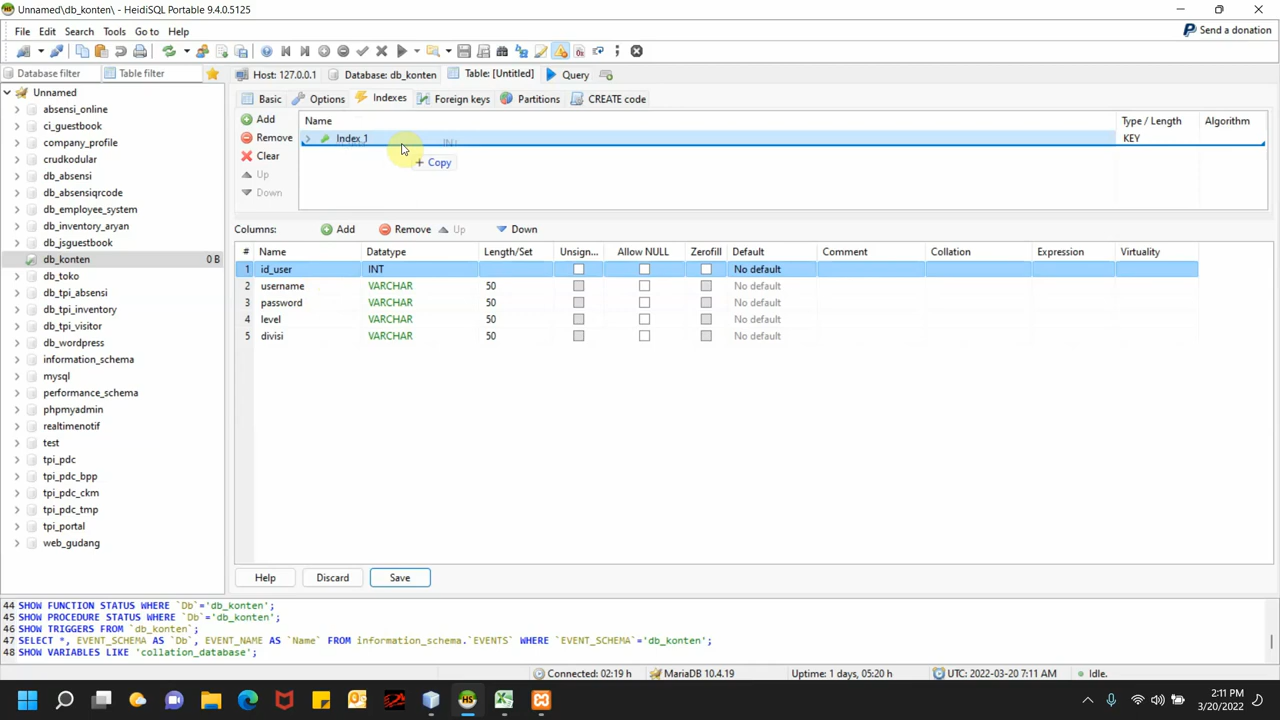 Unnamed\db_konten\ - HeidiSQL Portable 9.4.0.5125
File Edit Search Tools Go to Help
Send a donation
Database filter Table filter
Host: 127.0.0.1 Database: db_konten Table: [Untitled] Query
Basic Options Indexes Foreign keys Partitions CREATE code
Unnamed
absensi_online
ci_guestbook
company_profile
crudkodular
db_absensi
db_absensiqrcode
db_employee_system
db_inventory_aryan
db_jsguestbook
db_konten 0 B
db_toko
db_tpi_absensi
db_tpi_inventory
db_tpi_visitor
db_wordpress
information_schema
mysql
performance_schema
phpmyadmin
realtimenotif
test
tpi_pdc
tpi_pdc_bpp
tpi_pdc_ckm
tpi_pdc_tmp
tpi_portal
web_gudang
Add
Remove
Clear
Up
Down
Name Type / Length Algorithm
Index 1 KEY
INT
+ Copy
Columns: Add Remove Up Down
# Name Datatype Length/Set Unsign... Allow NULL Zerofill Default Comment Collation Expression Virtuality
1 id_user INT No default
2 username VARCHAR 50 No default
3 password VARCHAR 50 No default
4 level VARCHAR 50 No default
5 divisi VARCHAR 50 No default
Help Discard Save
44 SHOW FUNCTION STATUS WHERE `Db`='db_konten';
45 SHOW PROCEDURE STATUS WHERE `Db`='db_konten';
46 SHOW TRIGGERS FROM `db_konten`;
47 SELECT *, EVENT_SCHEMA AS `Db`, EVENT_NAME AS `Name` FROM information_schema.`EVENTS` WHERE `EVENT_SCHEMA`='db_konten';
48 SHOW VARIABLES LIKE 'collation_database';
Connected: 02:19 h MariaDB 10.4.19 Uptime: 1 days, 05:20 h UTC: 2022-03-20 7:11 AM Idle.
2:11 PM
3/20/2022